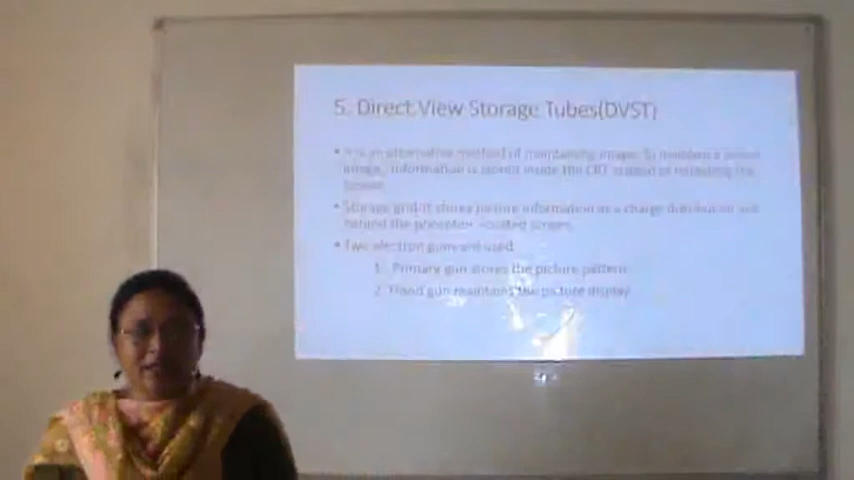 5. Direct View Storage Tubes(DVST)
• It is an alternative method of maintaining image. To maintain a screen
image, information is stored inside the CRT instead of refreshing the
screen.
• Storage grid stores picture information as a charge distribution just
behind the phosphor coated screen.
• Two electron guns are used.
1. Primary gun stores the picture pattern.
2. Flood gun maintains the picture display.